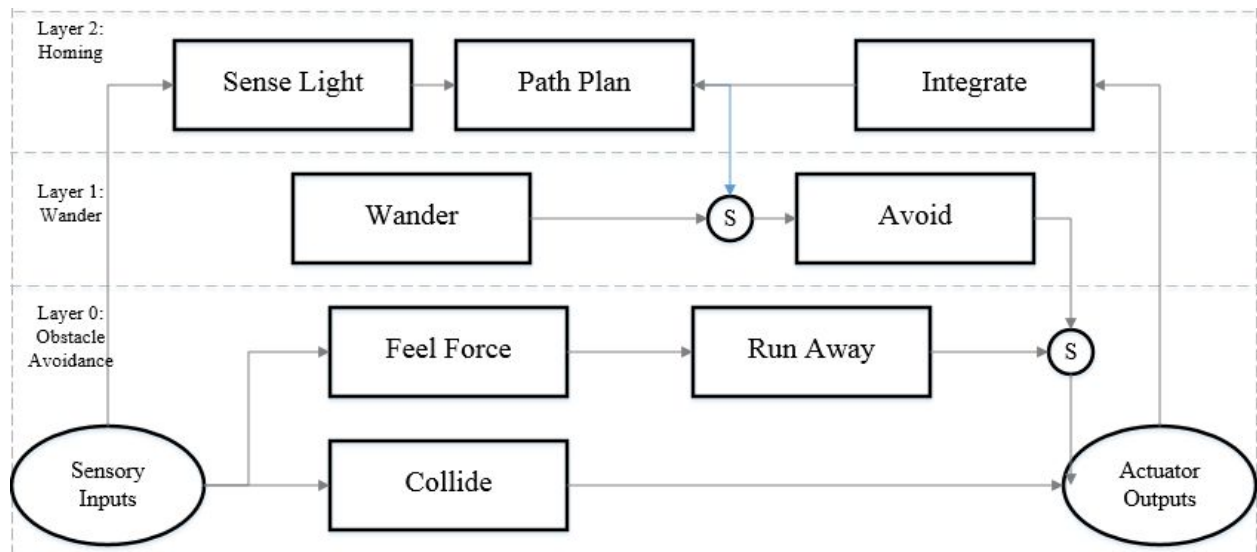 Layer 2:
Homing
Sense Light
Path Plan
Integrate
Layer 1:
Wander
Wander
S
Avoid
Layer 0:
Obstacle
Avoidance
Feel Force
Run Away
S
Sensory
Inputs
Collide
Actuator
Outputs